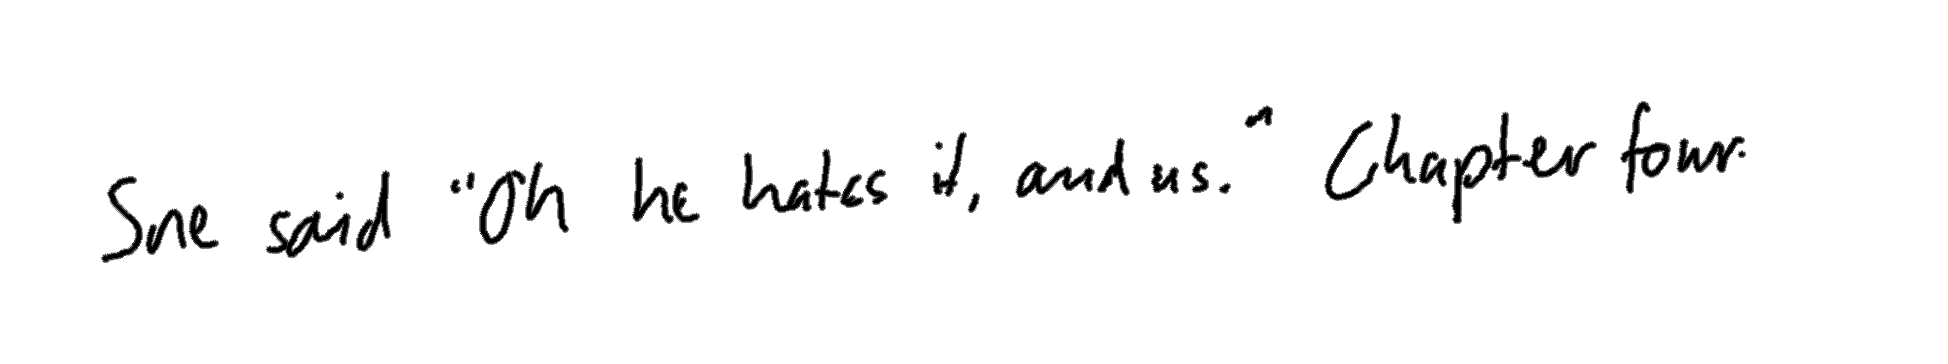 She said "Oh he hates it, and us." Chapter four.